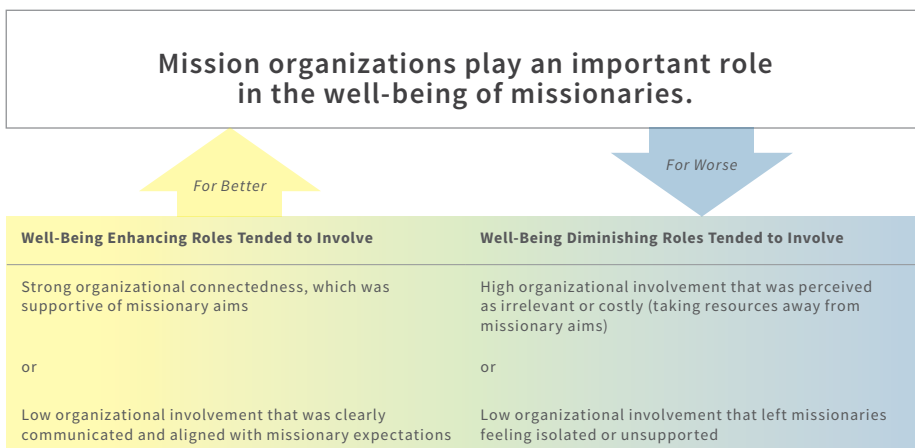 Mission organizations play an important role
in the well-being of missionaries.
For Better
For Worse
Well-Being Enhancing Roles Tended to Involve
Strong organizational connectedness, which was
supportive of missionary aims
or
Low organizational involvement that was clearly
communicated and aligned with missionary expectations
Well-Being Diminishing Roles Tended to Involve
High organizational involvement that was perceived
as irrelevant or costly (taking resources away from
missionary aims)
or
Low organizational involvement that left missionaries
feeling isolated or unsupported